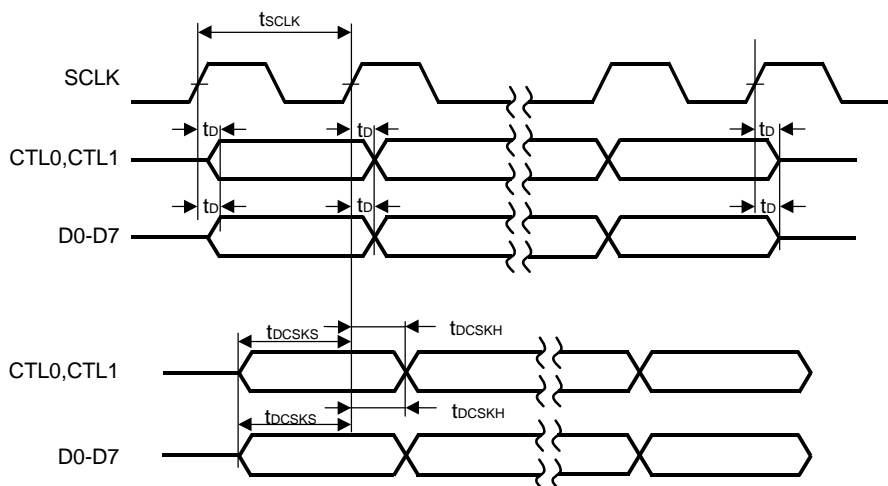 tSCLK
SCLK
tD tD tD
CTL0,CTL1
tD tD tD
D0-D7
tDCSKS tDCSKH
CTL0,CTL1
tDCSKS tDCSKH
D0-D7